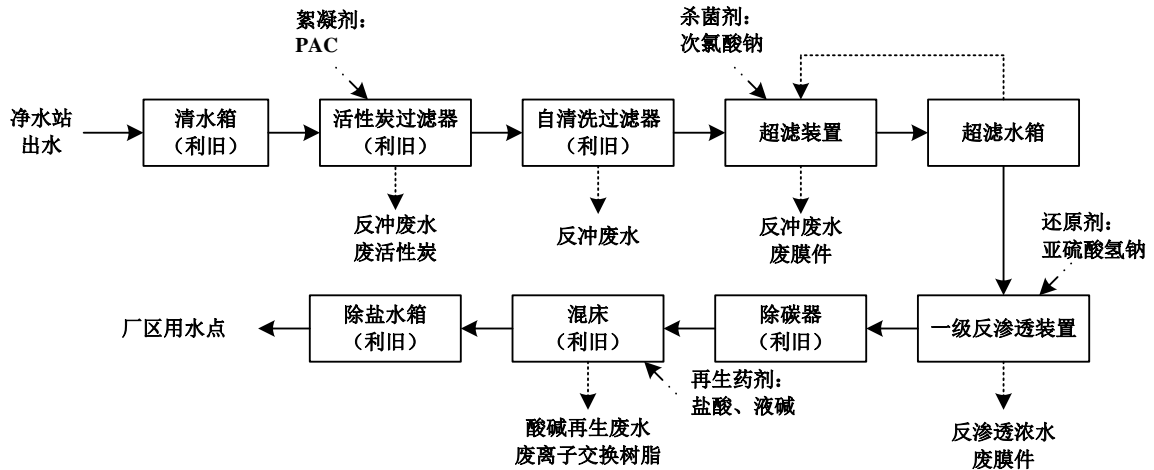 絮凝剂：
PAC
杀菌剂：
次氯酸钠
净水站
出水
清水箱
（利旧）
活性炭过滤器
（利旧）
自清洗过滤器
（利旧）
超滤装置
超滤水箱
反冲废水
废活性炭
反冲废水
反冲废水
废膜件
还原剂：
亚硫酸氢钠
厂区用水点
除盐水箱
（利旧）
混床
（利旧）
除碳器
（利旧）
一级反渗透装置
再生药剂：
盐酸、液碱
酸碱再生废水
废离子交换树脂
反渗透浓水
废膜件